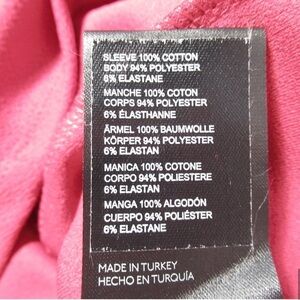 SLEEVE 100% COTTON
BODY 94% POLYESTER
6% ELASTANE
MANCHE 100% COTON
CORPS 94% POLYESTER
6% ÉLASTHANNE
ÄRMEL 100% BAUMWOLLE
KÖRPER 94% POLYESTER
6% ELASTAN
MANICA 100% COTONE
CORPO 94% POLIESTERE
6% ELASTAN
MANGA 100% ALGODÓN
CUERPO 94% POLIÉSTER
6% ELASTANE
MADE IN TURKEY
HECHO EN TURQUÍA